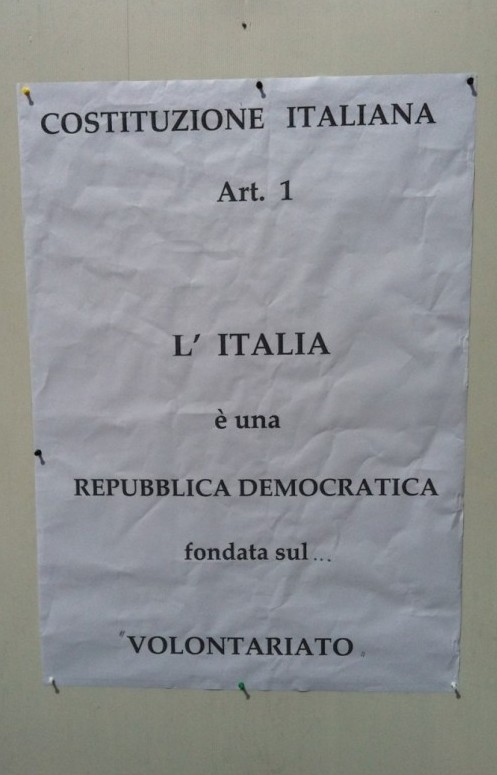 COSTITUZIONE ITALIANA
Art. 1
L' ITALIA
è una
REPUBBLICA DEMOCRATICA
fondata sul...
"VOLONTARIATO"